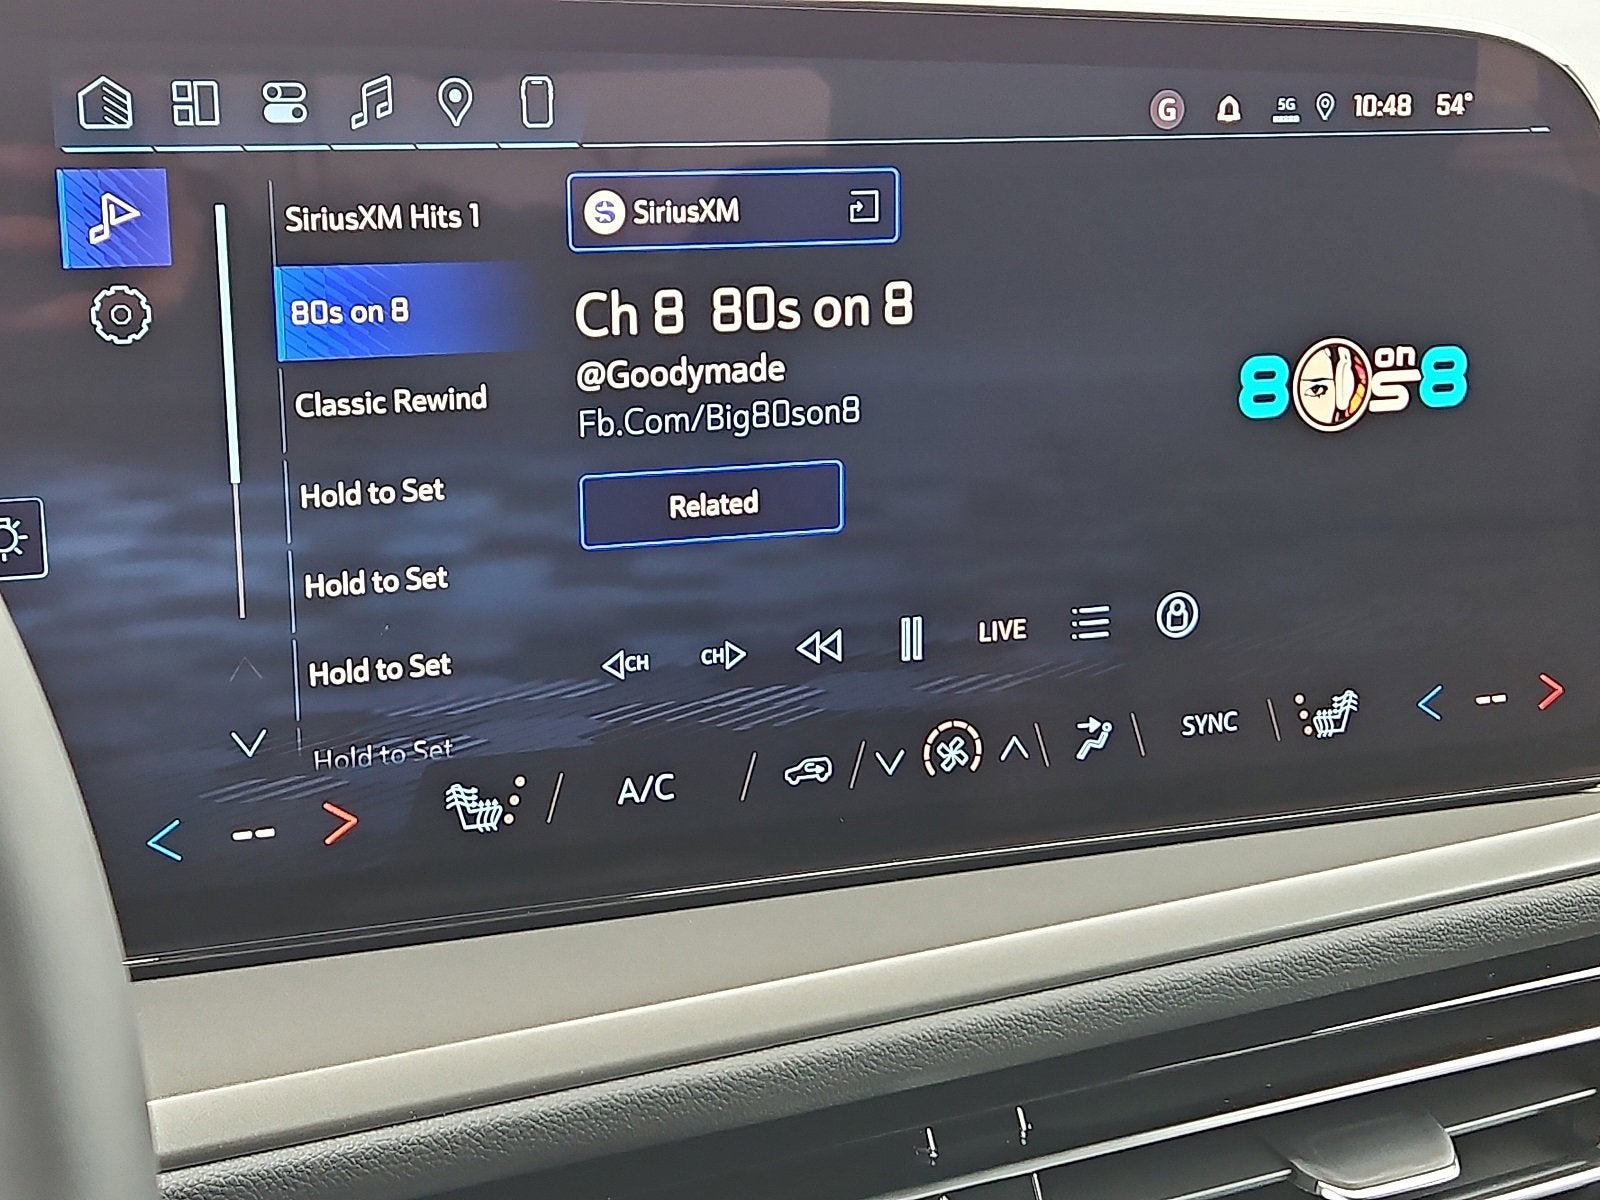 G 5G 10:48 54°
SiriusXM Hits 1
80s on 8
Classic Rewind
Hold to Set
Hold to Set
Hold to Set
Hold to Set
SiriusXM
Ch 8 80s on 8
@Goodymade
Fb.Com/Big80son8
Related
80s on 8
CH CH LIVE
-- A/C SYNC --